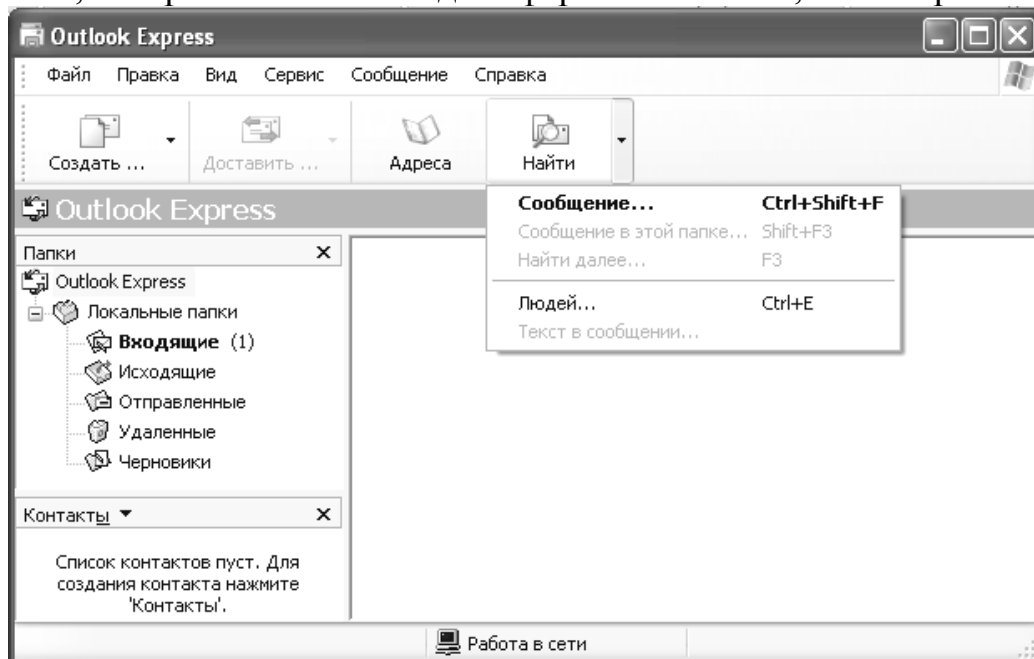 Outlook Express
Файл Правка Вид Сервис Сообщение Справка
Создать ... Доставить ... Адреса Найти
Outlook Express
Сообщение... Ctrl+Shift+F
Сообщение в этой папке... Shift+F3
Найти далее... F3
Людей... Ctrl+E
Текст в сообщении...
Папки
Outlook Express
Локальные папки
Входящие (1)
Исходящие
Отправленные
Удаленные
Черновики
Контакты
Список контактов пуст. Для
создания контакта нажмите
'Контакты'.
Работа в сети